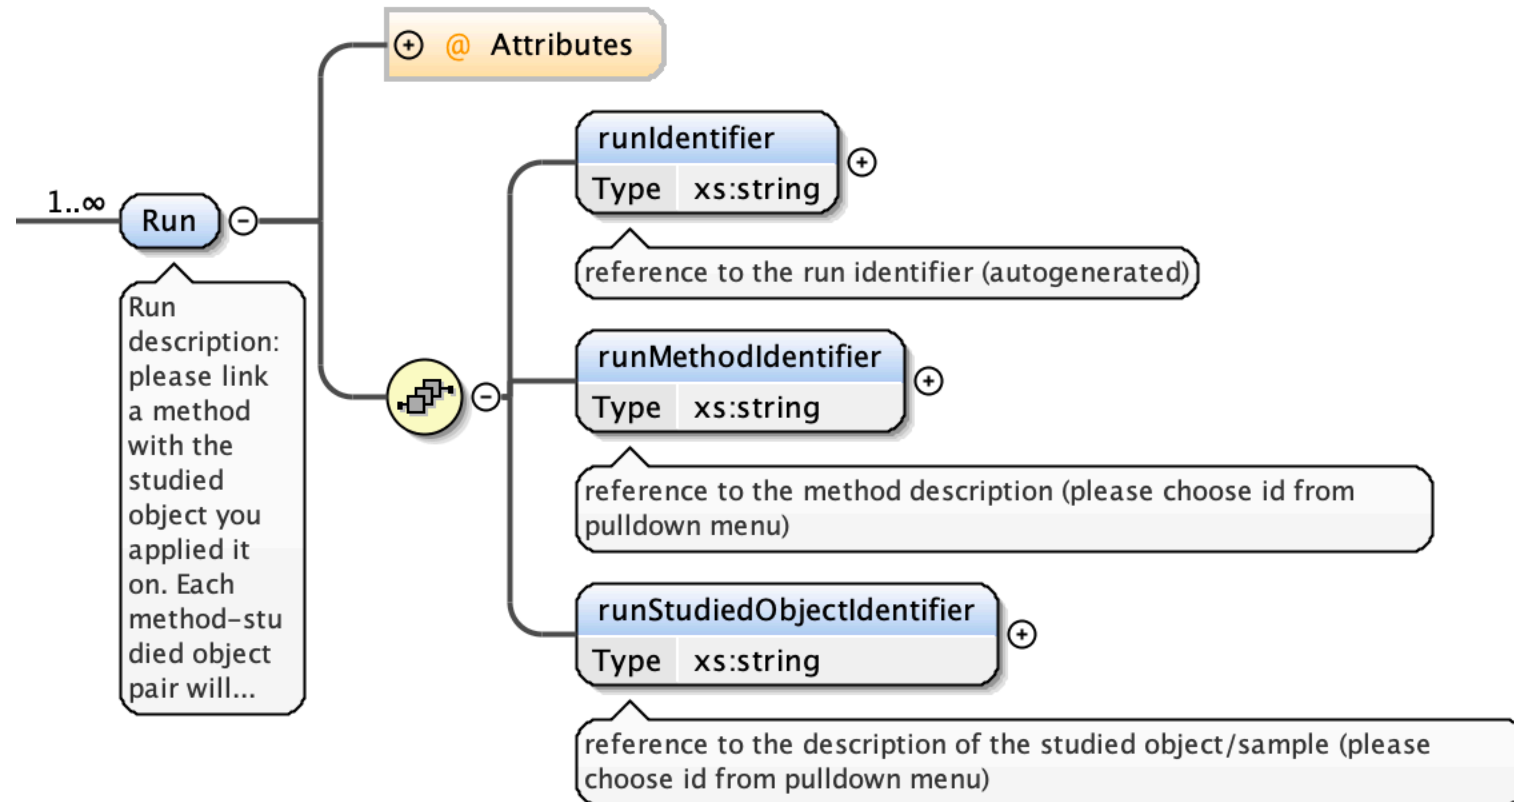 @ Attributes
runIdentifier
Type xs:string
reference to the run identifier (autogenerated)
1..∞
Run
Run
description:
please link
a method
with the
studied
object you
applied it
on. Each
method-stu
died object
pair will...
runMethodIdentifier
Type xs:string
reference to the method description (please choose id from
pulldown menu)
runStudiedObjectIdentifier
Type xs:string
reference to the description of the studied object/sample (please
choose id from pulldown menu)